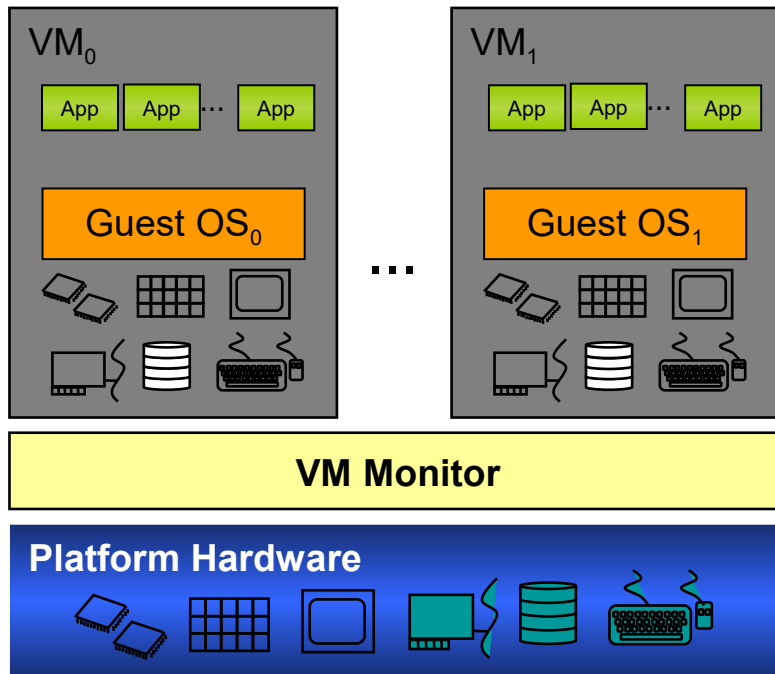 VM₀
App App ... App
Guest OS₀
...
VM₁
App App ... App
Guest OS₁
VM Monitor
Platform Hardware